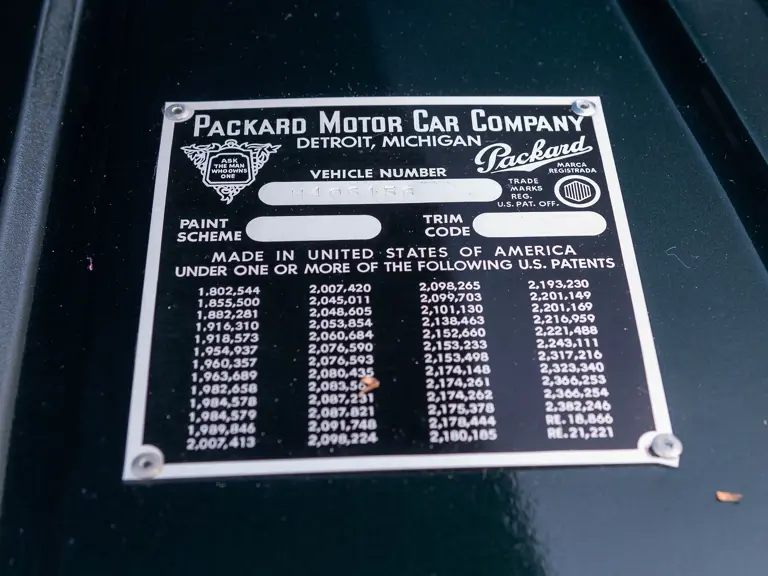 PACKARD MOTOR CAR COMPANY
DETROIT, MICHIGAN
ASK
THE MAN
WHO OWNS
ONE
Packard
MARCA
REGISTRADA
VEHICLE NUMBER
TRADE
MARKS
REG.
U.S. PAT. OFF.
PAINT
SCHEME
TRIM
CODE
MADE IN UNITED STATES OF AMERICA
UNDER ONE OR MORE OF THE FOLLOWING U.S. PATENTS
1,802,544 2,007,420 2,098,265 2,193,230
1,855,500 2,045,011 2,099,703 2,201,149
1,882,281 2,048,605 2,101,130 2,201,169
1,916,310 2,053,854 2,138,463 2,216,959
1,918,573 2,060,684 2,152,660 2,221,488
1,954,937 2,076,590 2,153,233 2,243,111
1,960,357 2,076,593 2,153,498 2,317,216
1,963,689 2,080,435 2,174,148 2,323,340
1,982,658 2,174,261 2,366,253
1,984,578 2,087,231 2,174,262 2,366,254
1,984,579 2,087,821 2,175,378 2,382,246
1,989,846 2,091,748 2,178,444 RE. 18,866
2,007,413 2,098,224 2,180,185 RE. 21,221